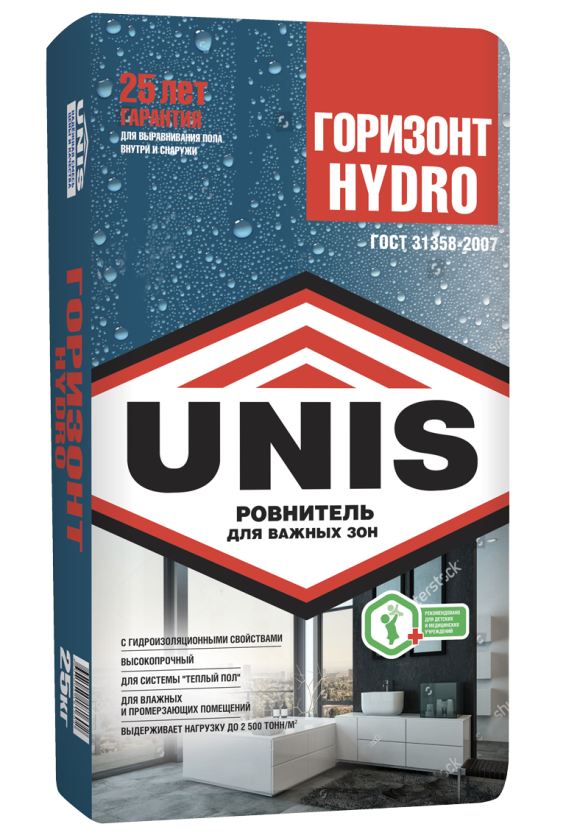 25 лет
ГАРАНТИЯ
ДЛЯ ВЫРАВНИВАНИЯ ПОЛА
ВНУТРИ И СНАРУЖИ
ГОРИЗОНТ
HYDRO
ГОСТ 31358-2007
UNIS
РОВНИТЕЛЬ
ДЛЯ ВАЖНЫХ ЗОН
РЕКОМЕНДОВАНО
ДЛЯ ДЕТСКИХ
И МЕДИЦИНСКИХ
УЧРЕЖДЕНИЙ
С ГИДРОИЗОЛЯЦИОННЫМИ СВОЙСТВАМИ
ВЫСОКОПРОЧНЫЙ
ДЛЯ СИСТЕМЫ "ТЕПЛЫЙ ПОЛ"
ДЛЯ ВЛАЖНЫХ
И ПРОМЕРЗАЮЩИХ ПОМЕЩЕНИЙ
ВЫДЕРЖИВАЕТ НАГРУЗКУ ДО 2 500 ТОНН/М²
UNIS
ГОРИЗОНТ
HYDRO
25КГ